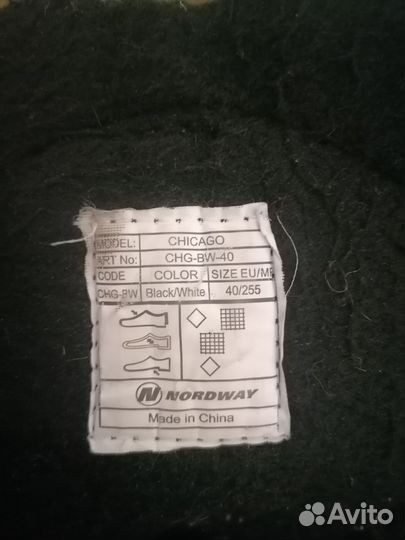 MODEL: CHICAGO
ART No: CHG-BW-40
CODE COLOR SIZE EU/MP
CHG-BW Black/White 40/255
NORDWAY
Made in China
Avito